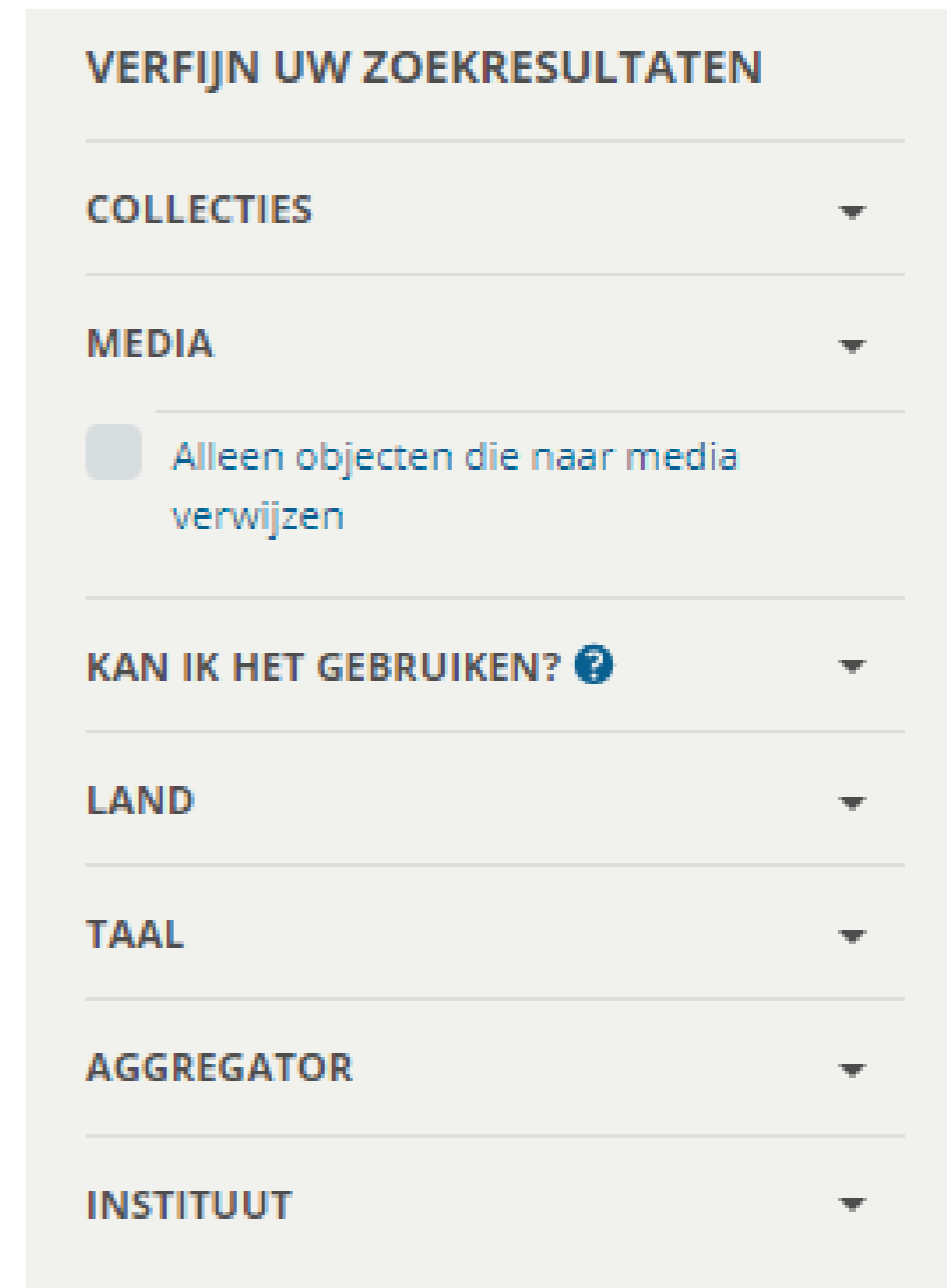 VERFIJN UW ZOEKRESULTATEN
COLLECTIES
MEDIA
Alleen objecten die naar media
verwijzen
KAN IK HET GEBRUIKEN? ?
LAND
TAAL
AGGREGATOR
INSTITUUT